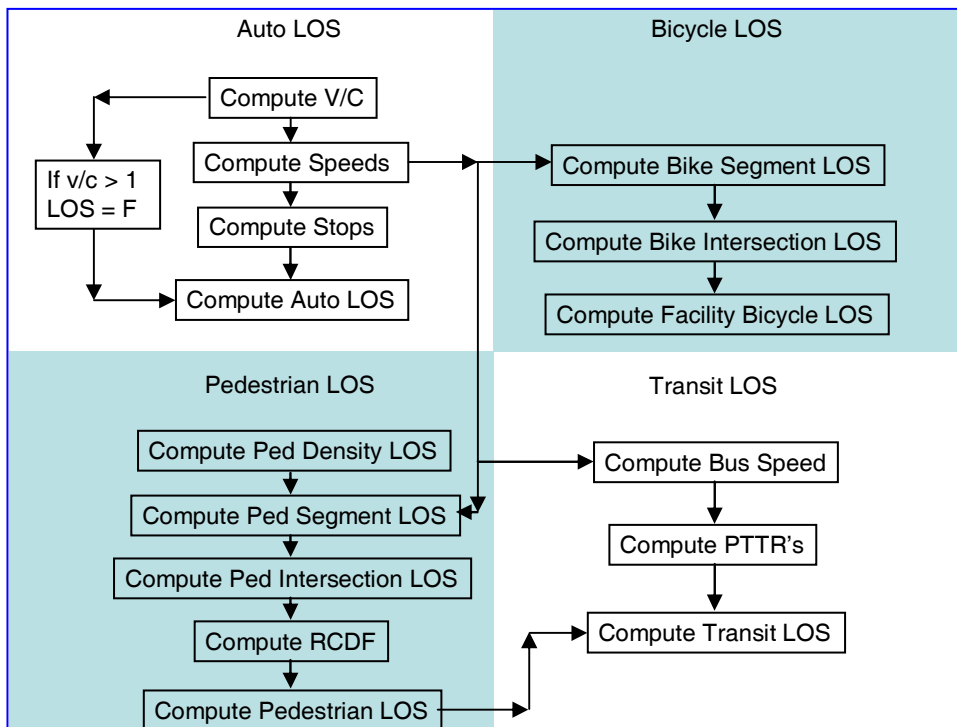 Auto LOS
Compute V/C
Compute Speeds
If v/c > 1
LOS = F
Compute Stops
Compute Auto LOS
Bicycle LOS
Compute Bike Segment LOS
Compute Bike Intersection LOS
Compute Facility Bicycle LOS
Pedestrian LOS
Compute Ped Density LOS
Compute Ped Segment LOS
Compute Ped Intersection LOS
Compute RCDF
Compute Pedestrian LOS
Transit LOS
Compute Bus Speed
Compute PTTR's
Compute Transit LOS